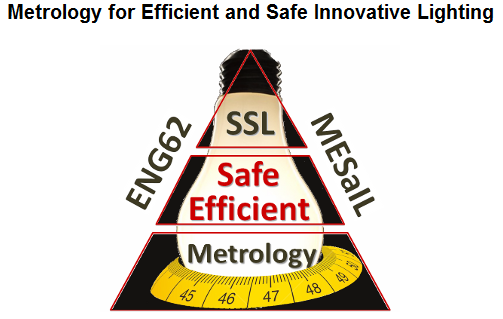 Metrology for Efficient and Safe Innovative Lighting
SSL
ENG62
MESaIL
Safe
Efficient
Metrology
45 46 47 48 49